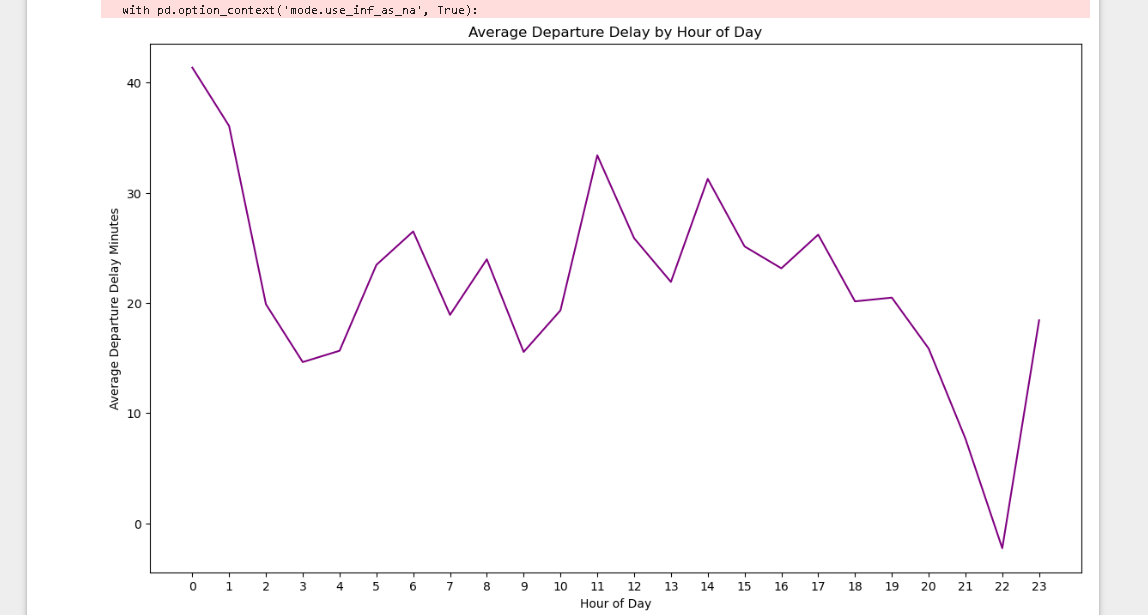 with pd.option_context('mode.use_inf_as_na', True):
Average Departure Delay by Hour of Day
Average Departure Delay Minutes
40
30
20
10
0
0 1 2 3 4 5 6 7 8 9 10 11 12 13 14 15 16 17 18 19 20 21 22 23
Hour of Day